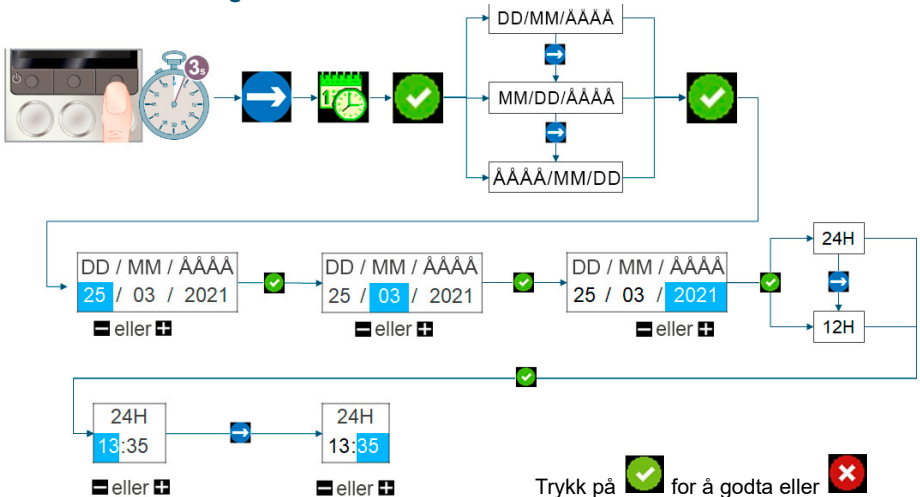 DD/MM/ÅÅÅÅ
3s
MM/DD/ÅÅÅÅ
ÅÅÅÅ/MM/DD
DD / MM / ÅÅÅÅ
25 / 03 / 2021
eller
DD / MM / ÅÅÅÅ
25 / 03 / 2021
eller
DD / MM / ÅÅÅÅ
25 / 03 / 2021
eller
24H
12H
24H
13:35
eller
24H
13:35
eller
Trykk på for å godta eller